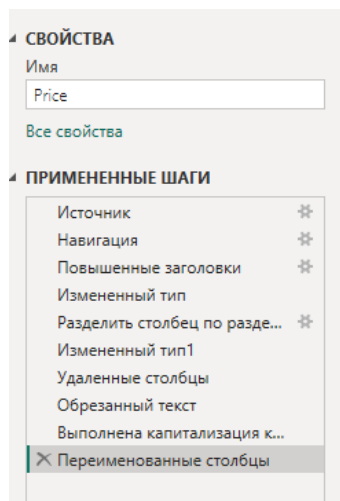 СВОЙСТВА
Имя
Price
Все свойства
ПРИМЕНЕННЫЕ ШАГИ
Источник
Навигация
Повышенные заголовки
Измененный тип
Разделить столбец по разде...
Измененный тип1
Удаленные столбцы
Обрезанный текст
Выполнена капитализация к...
Переименованные столбцы